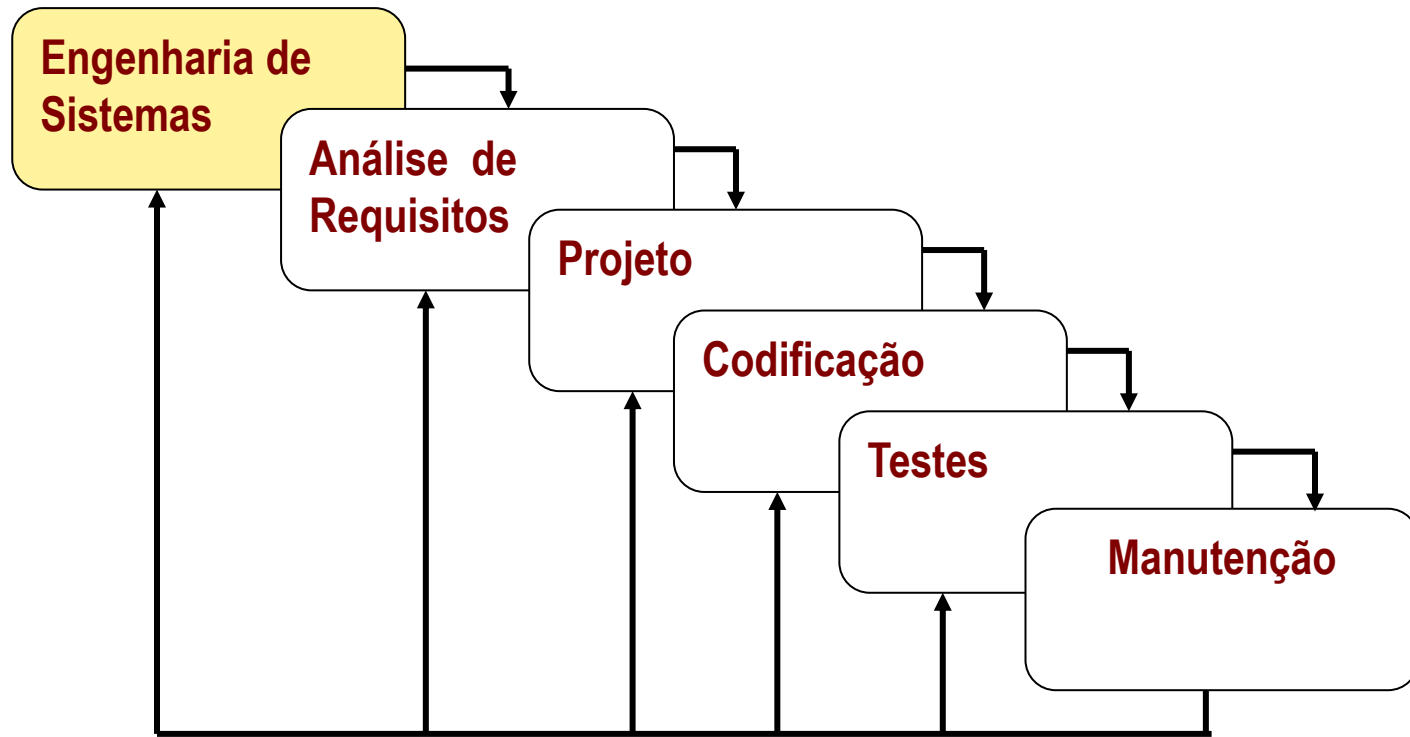 Engenharia de
Sistemas
Análise de
Requisitos
Projeto
Codificação
Testes
Manutenção